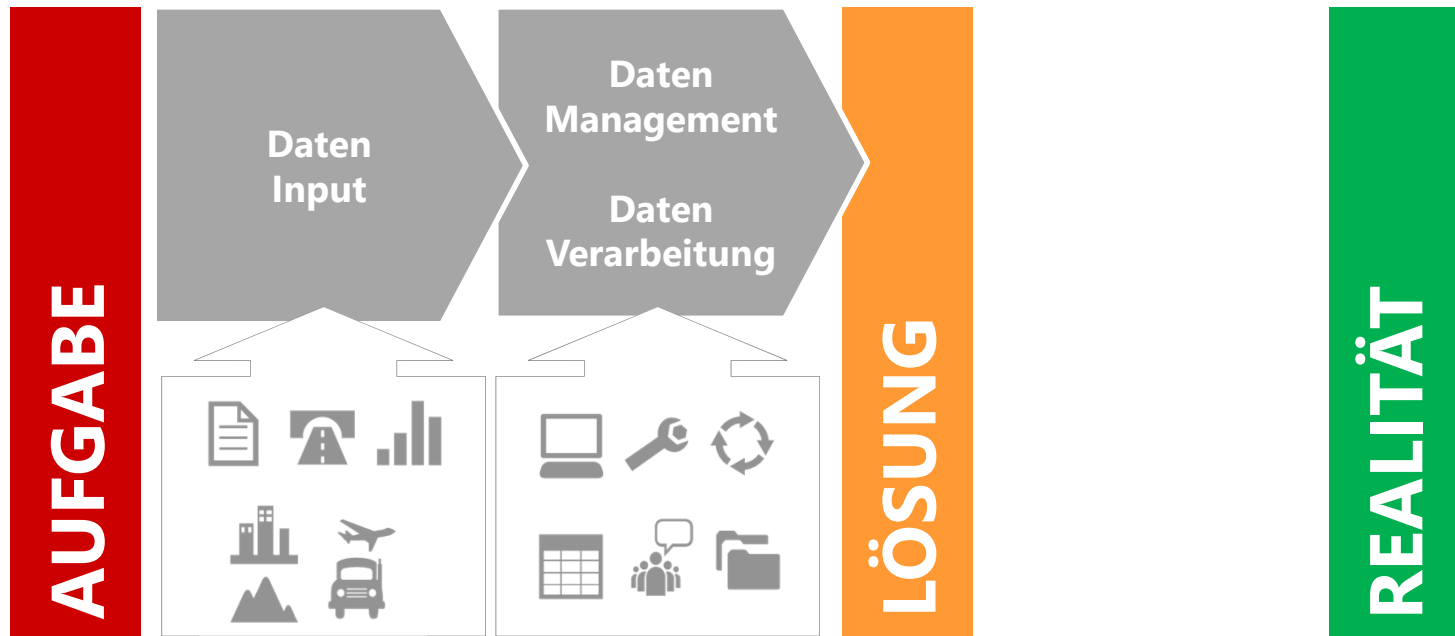 AUFGABE
Daten
Input
Daten
Management
Daten
Verarbeitung
LÖSUNG
REALITÄT